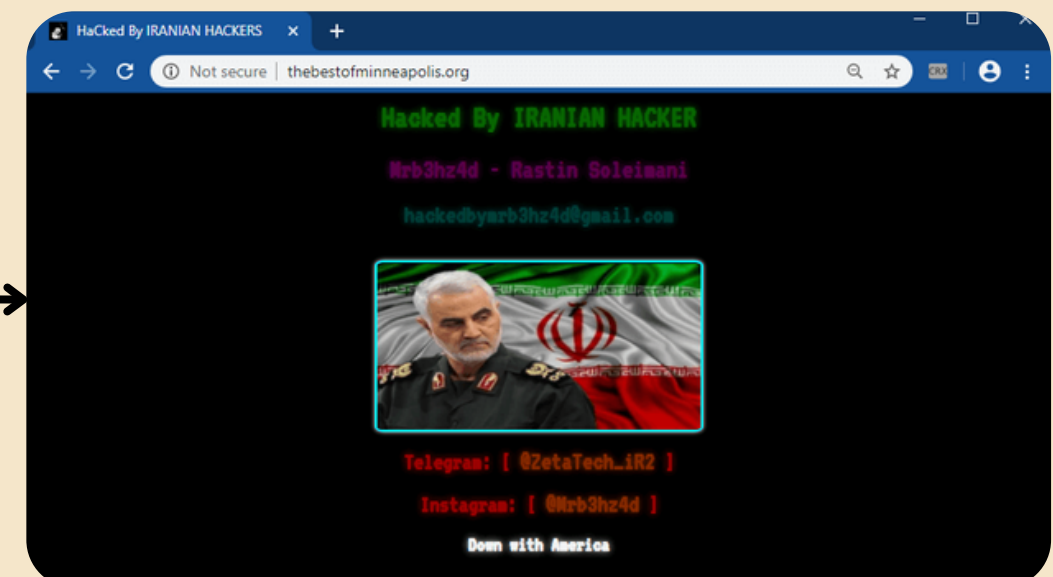 HaCked By IRANIAN HACKERS
Not secure | thebestofminneapolis.org
CRX
Hacked By IRANIAN HACKER
Mrb3hz4d - Rastin Soleimani
hackedbymrb3hz4d@gmail.com
Telegram: [ @ZetaTech_iR2 ]
Instagram: [ @Mrb3hz4d ]
Down with America